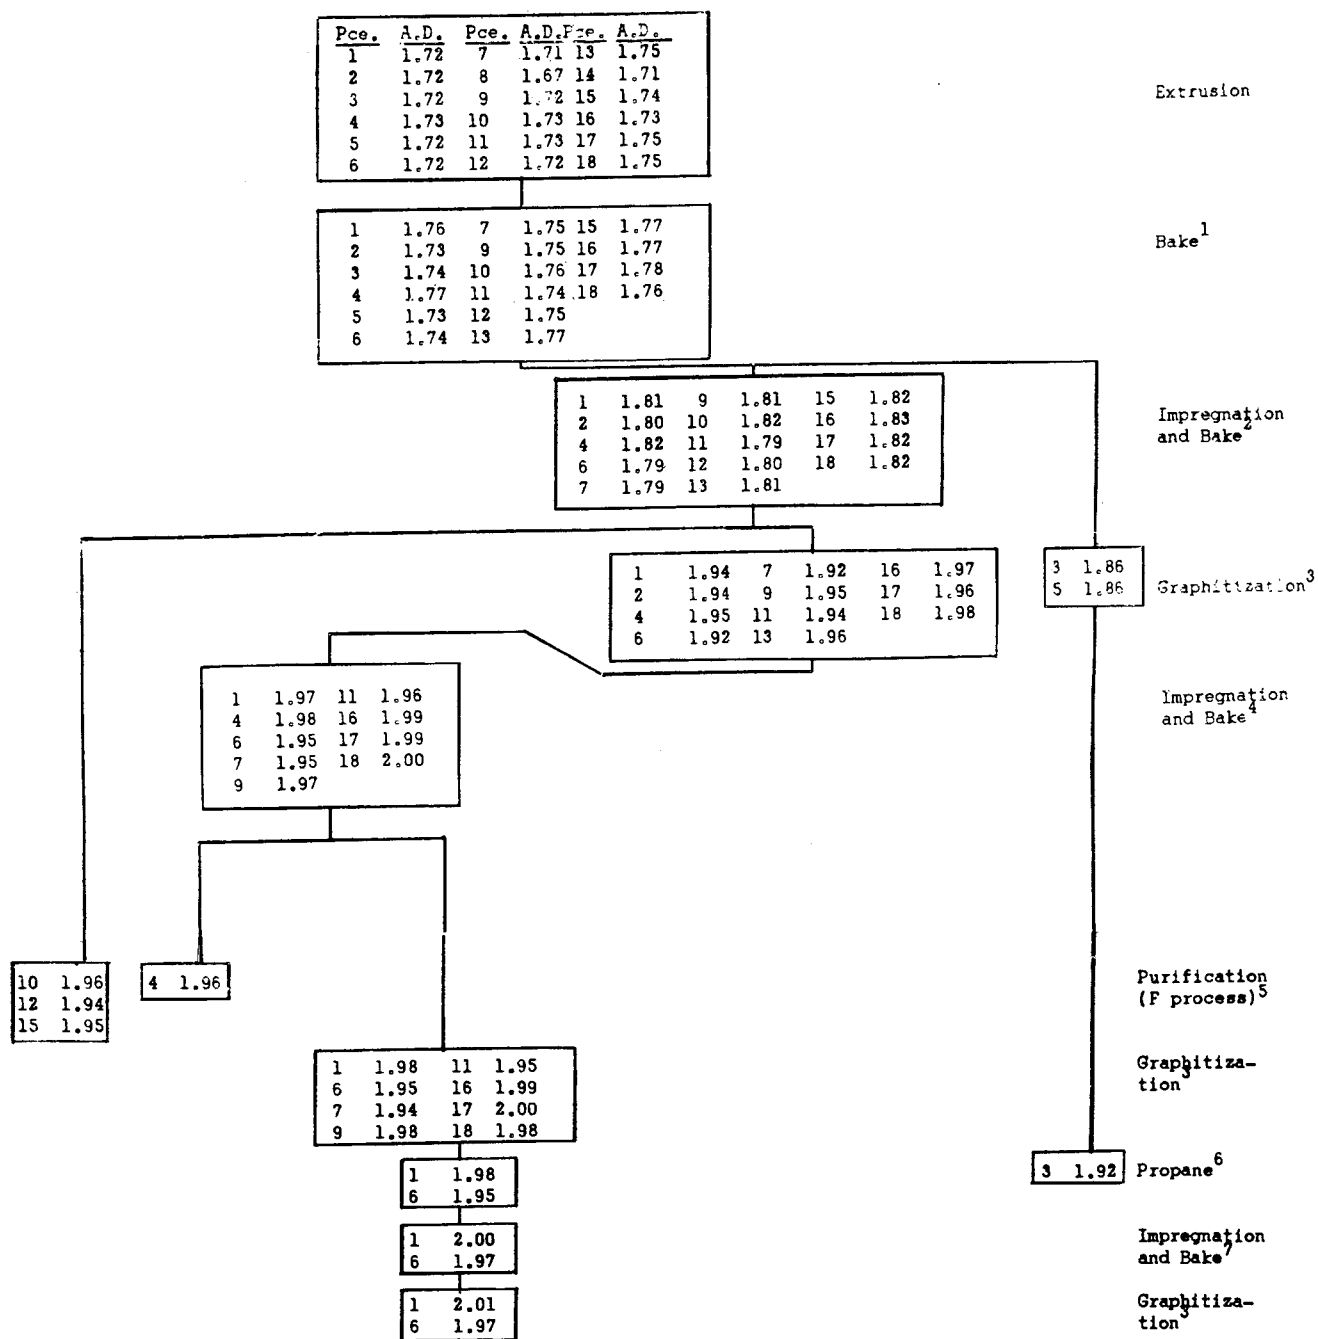 Pce. A.D. Pce. A.D. Pce. A.D.
1 1.72 7 1.71 13 1.75
2 1.72 8 1.67 14 1.71
3 1.72 9 1.72 15 1.74
4 1.73 10 1.73 16 1.73
5 1.72 11 1.73 17 1.75
6 1.72 12 1.72 18 1.75
Extrusion
1 1.76 7 1.75 15 1.77
2 1.73 9 1.75 16 1.77
3 1.74 10 1.76 17 1.78
4 1.77 11 1.74 18 1.76
5 1.73 12 1.75
6 1.74 13 1.77
Bake1
1 1.81 9 1.81 15 1.82
2 1.80 10 1.82 16 1.83
4 1.82 11 1.79 17 1.82
6 1.79 12 1.80 18 1.82
7 1.79 13 1.81
Impregnation
and Bake2
1 1.94 7 1.92 16 1.97
2 1.94 9 1.95 17 1.96
4 1.95 11 1.94 18 1.98
6 1.92 13 1.96
3 1.86
5 1.86
Graphitization3
1 1.97 11 1.96
4 1.98 16 1.99
6 1.95 17 1.99
7 1.95 18 2.00
9 1.97
Impregnation
and Bake4
10 1.96
12 1.94
15 1.95
4 1.96
Purification
(F process)5
1 1.98 11 1.95
6 1.95 16 1.99
7 1.94 17 2.00
9 1.98 18 1.98
Graphitiza-
tion3
1 1.98
6 1.95
3 1.92
Propane6
1 2.00
6 1.97
Impregnation
and Bake7
1 2.01
6 1.97
Graphitiza-
tion3